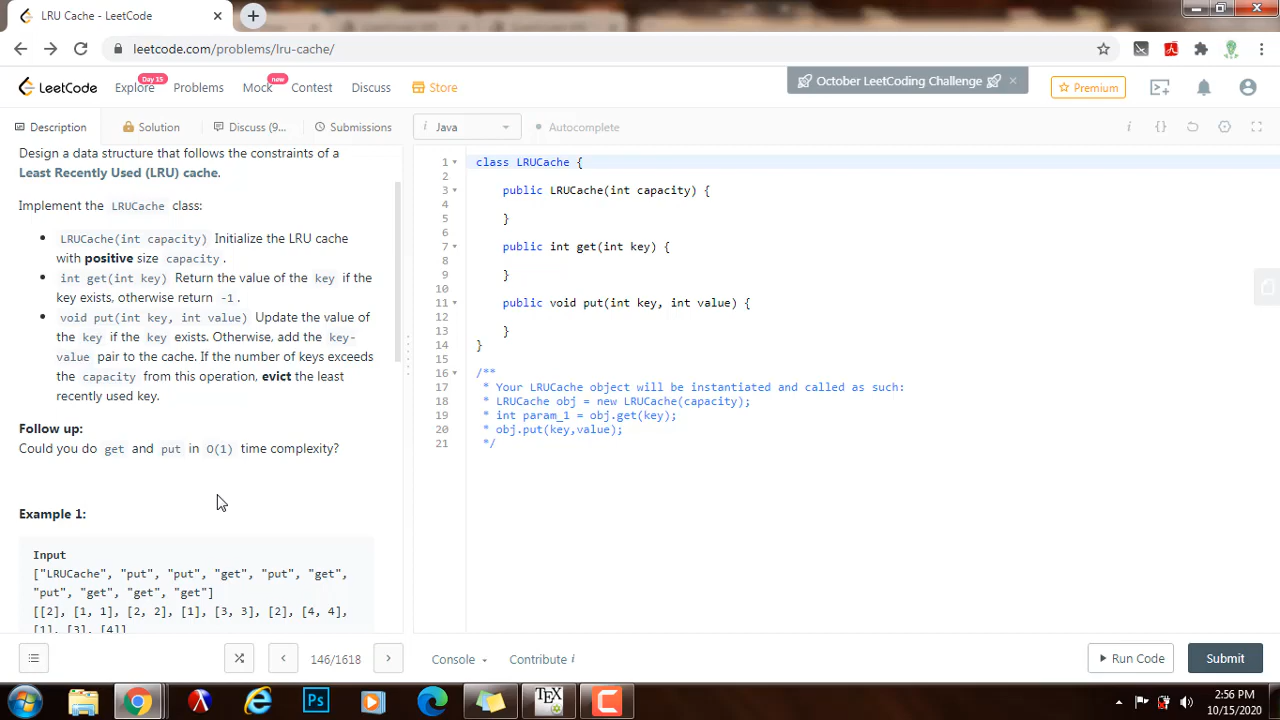 LRU Cache - LeetCode
leetcode.com/problems/lru-cache/
LeetCode
Explore
Day 15
Problems
Mock
new
Contest
Discuss
Store
October LeetCoding Challenge
Premium
Description
Solution
Discuss (9...
Submissions
i Java
Autocomplete
Design a data structure that follows the constraints of a
Least Recently Used (LRU) cache.
Implement the LRUCache class:
LRUCache(int capacity) Initialize the LRU cache
with positive size capacity.
int get(int key) Return the value of the key if the
key exists, otherwise return -1.
void put(int key, int value) Update the value of
the key if the key exists. Otherwise, add the key-
value pair to the cache. If the number of keys exceeds
the capacity from this operation, evict the least
recently used key.
Follow up:
Could you do get and put in O(1) time complexity?
Example 1:
Input
["LRUCache", "put", "put", "get", "put", "get",
"put", "get", "get", "get"]
[[2], [1, 1], [2, 2], [1], [3, 3], [2], [4, 4],
[1], [3], [4]]
1 class LRUCache {
2
3 public LRUCache(int capacity) {
4
5 }
6
7 public int get(int key) {
8
9 }
10
11 public void put(int key, int value) {
12
13 }
14 }
15
16 /**
17 * Your LRUCache object will be instantiated and called as such:
18 * LRUCache obj = new LRUCache(capacity);
19 * int param_1 = obj.get(key);
20 * obj.put(key,value);
21 */
146/1618
Console
Contribute i
Run Code
Submit
Ps
TEX
2:56 PM
10/15/2020